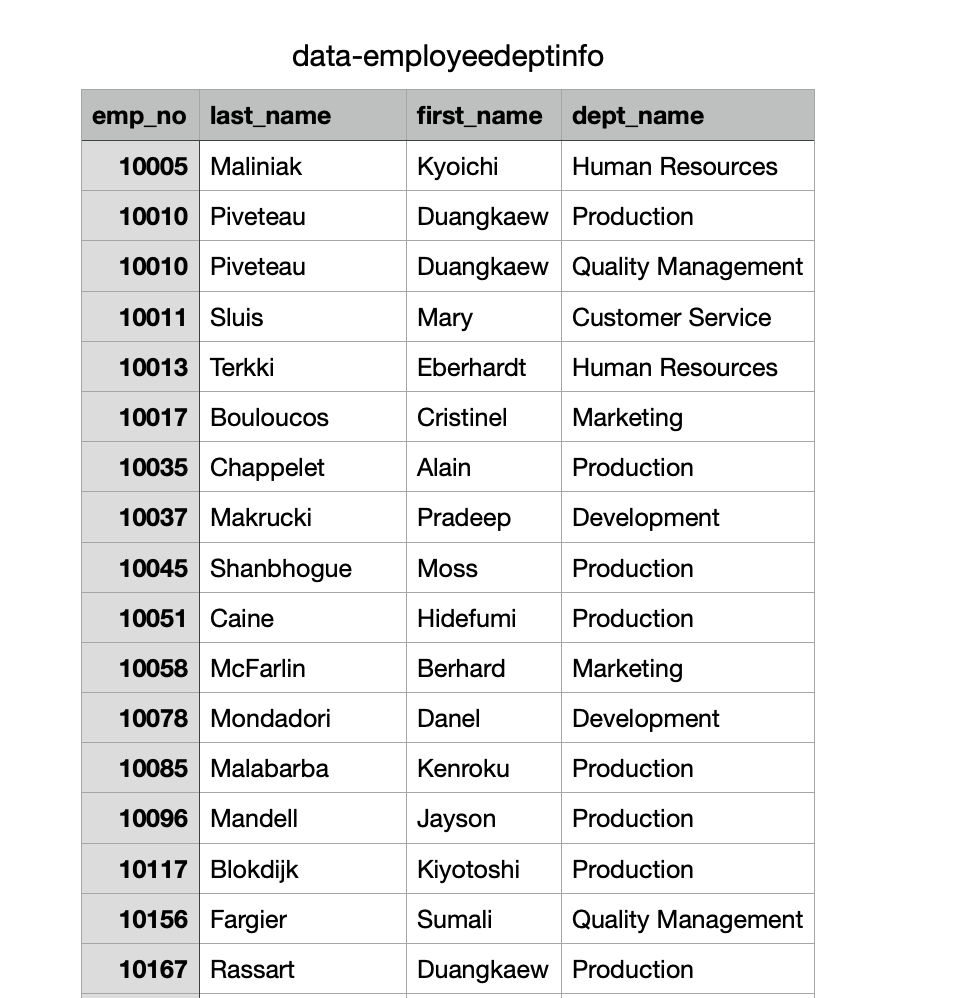 data-employeedeptinfo
emp_no last_name first_name dept_name
10005 Maliniak Kyoichi Human Resources
10010 Piveteau Duangkaew Production
10010 Piveteau Duangkaew Quality Management
10011 Sluis Mary Customer Service
10013 Terkki Eberhardt Human Resources
10017 Bouloucos Cristinel Marketing
10035 Chappelet Alain Production
10037 Makrucki Pradeep Development
10045 Shanbhogue Moss Production
10051 Caine Hidefumi Production
10058 McFarlin Berhard Marketing
10078 Mondadori Danel Development
10085 Malabarba Kenroku Production
10096 Mandell Jayson Production
10117 Blokdijk Kiyotoshi Production
10156 Fargier Sumali Quality Management
10167 Rassart Duangkaew Production